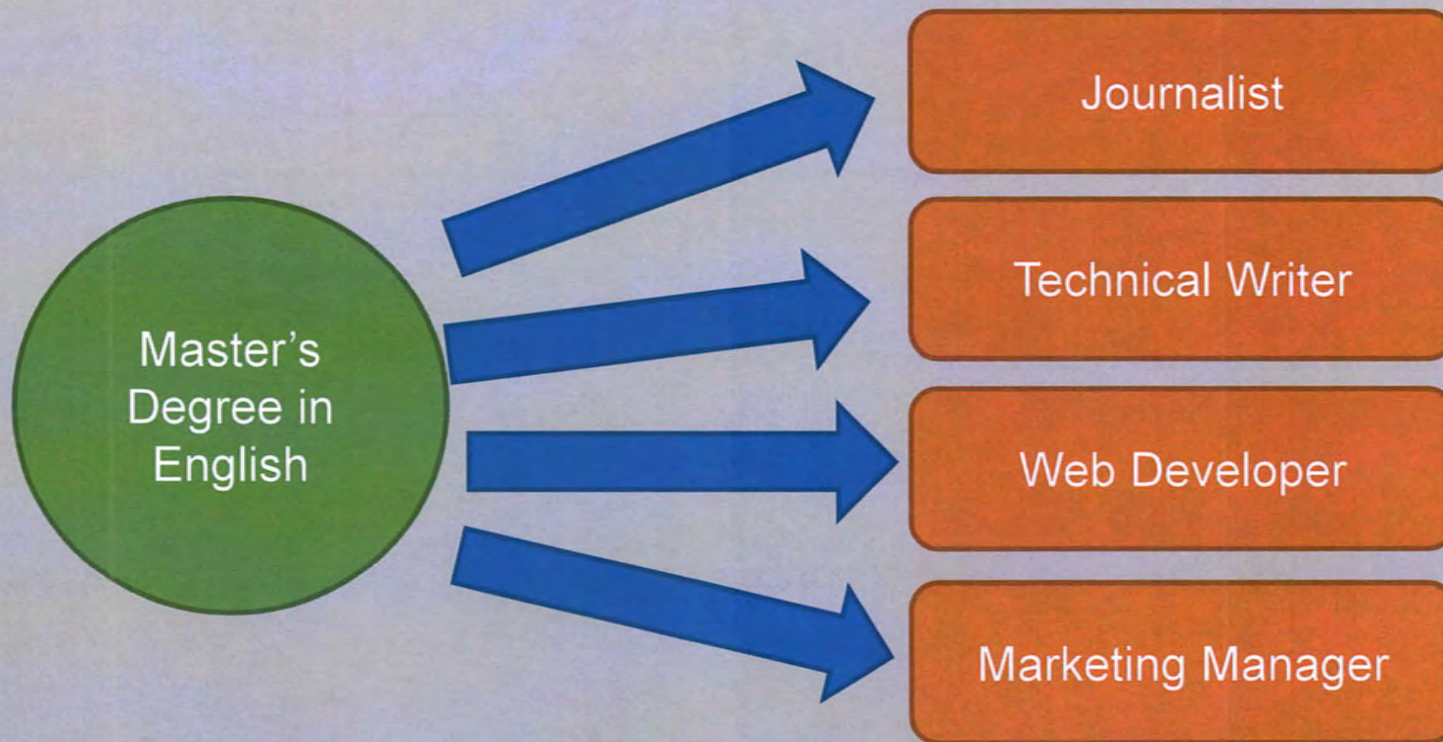 Master’s
Degree in
English
Journalist
Technical Writer
Web Developer
Marketing Manager